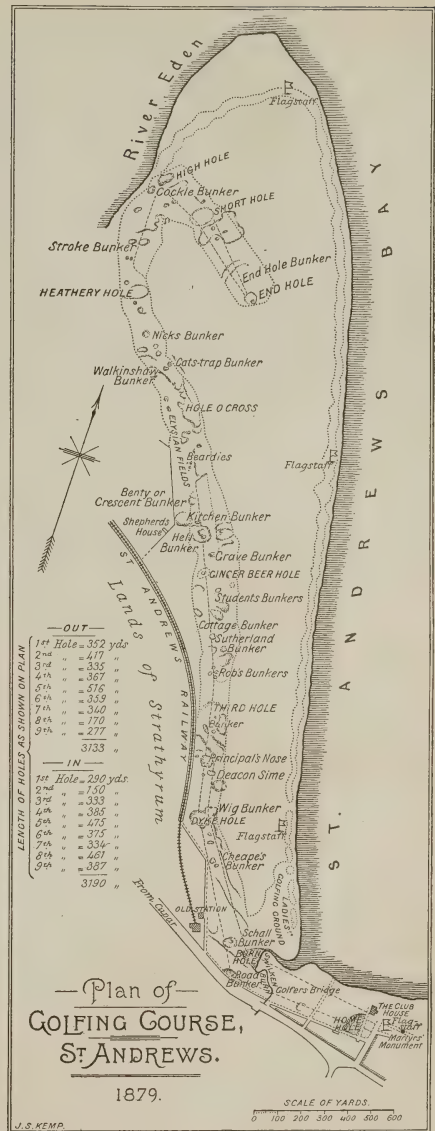 River Eden
Flagstaff
HIGH HOLE
Cockle Bunker
SHORT HOLE
Stroke Bunker
End Hole Bunker
END HOLE
HEATHERY HOLE
Nicks Bunker
Cats-trap Bunker
Walkinshaw
Bunker
HOLE O CROSS
ELYSIAN FIELDS
Beardies
Flagstaff
ST. ANDREWS BAY
Benty or
Crescent Bunker
Kitchen Bunker
Shepherds
House
Hell
Bunker
Grave Bunker
GINGER BEER HOLE
Students Bunkers
ST ANDREWS RAILWAY
Lands of Strathyrum
Cottage Bunker
Sutherland
Bunker
Rob's Bunkers
THIRD HOLE
Bunker
Principal's Nose
Deacon Sime
Wig Bunker
DYKE HOLE
Flagstaff
Cheape's
Bunker
LADIES'
GOLFING GROUND
From Cupar
OLD STATION
Schall
Bunker
BURN
HOLE
SWILKEN
Road
Bunker
Golfers Bridge
THE CLUB
HOUSE
HOME
HOLE
Flag-
staff
Martyrs'
Monument
LENGTH OF HOLES AS SHOWN ON PLAN
—OUT—
1st Hole = 352 yds
2nd „ = 417 „
3rd „ = 335 „
4th „ = 367 „
5th „ = 516 „
6th „ = 359 „
7th „ = 340 „
8th „ = 170 „
9th „ = 277 „
3133 „
—IN—
1st Hole = 290 yds.
2nd „ = 150 „
3rd „ = 333 „
4th „ = 385 „
5th „ = 475 „
6th „ = 375 „
7th „ = 334 „
8th „ = 461 „
9th „ = 387 „
3190 „
—Plan of—
GOLFING COURSE,
ST. ANDREWS.
1879.
SCALE OF YARDS.
0 100 200 300 400 500 600
J.S. KEMP.